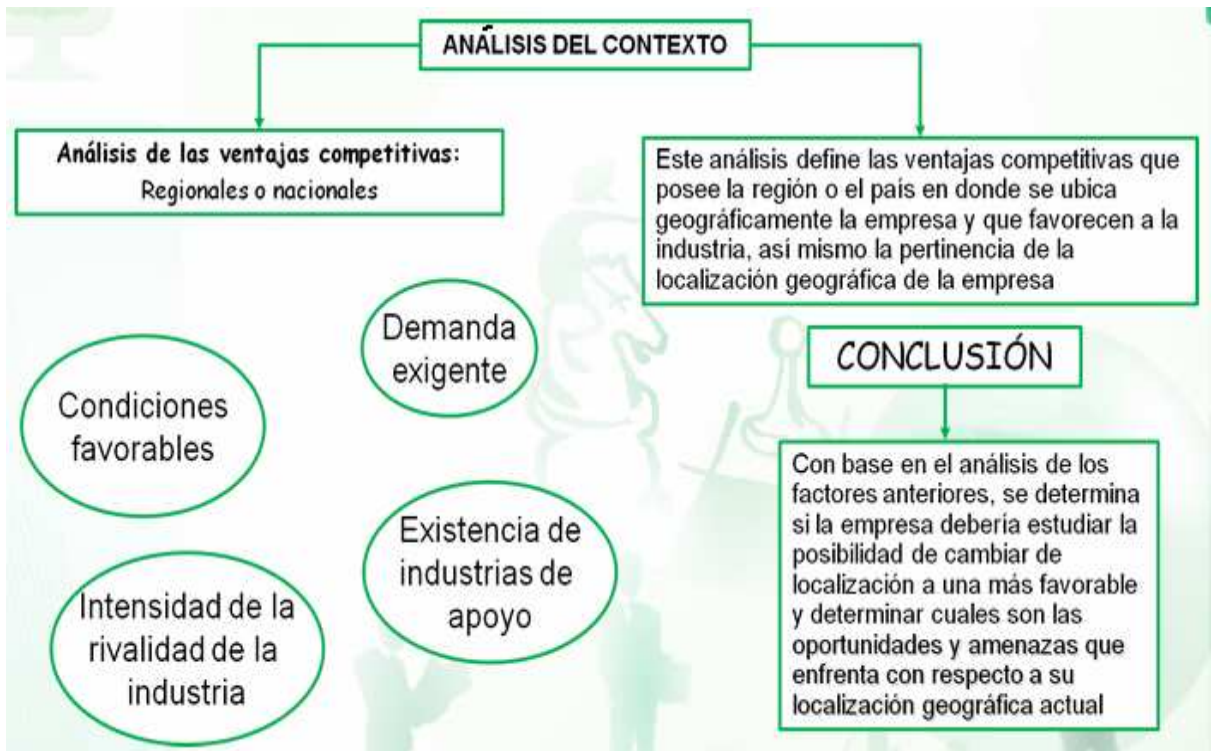 ANÁLISIS DEL CONTEXTO
Análisis de las ventajas competitivas:
Regionales o nacionales
Este análisis define las ventajas competitivas que
posee la región o el país en donde se ubica
geográficamente la empresa y que favorecen a la
industria, así mismo la pertinencia de la
localización geográfica de la empresa
Demanda
exigente
Condiciones
favorables
Existencia de
industrias de
apoyo
Intensidad de la
rivalidad de la
industria
CONCLUSIÓN
Con base en el análisis de los
factores anteriores, se determina
si la empresa debería estudiar la
posibilidad de cambiar de
localización a una más favorable
y determinar cuales son las
oportunidades y amenazas que
enfrenta con respecto a su
localización geográfica actual